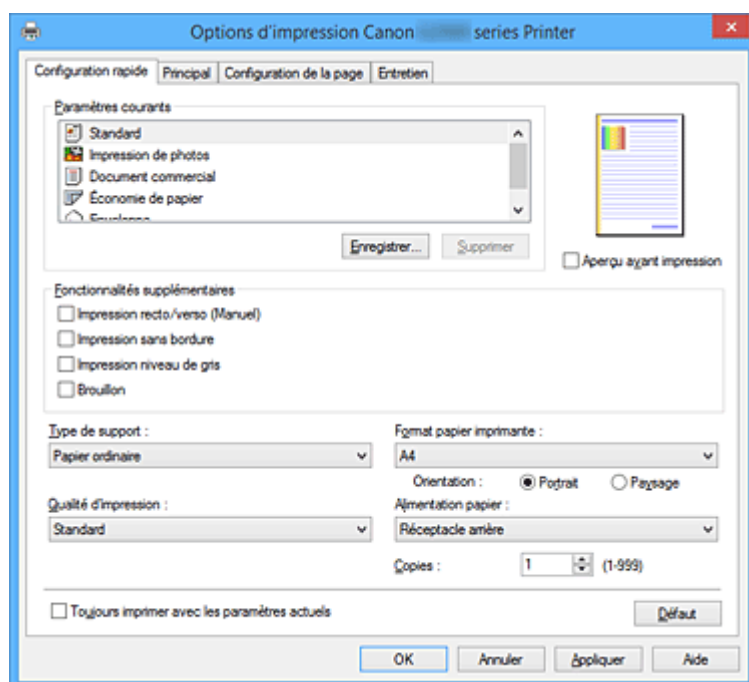 Options d'impression Canon series Printer
Configuration rapide Principal Configuration de la page Entretien
Paramètres courants
Standard
Impression de photos
Document commercial
Économie de papier
Enregistrer... Supprimer
Aperçu avant impression
Fonctionnalités supplémentaires
Impression recto/verso (Manuel)
Impression sans bordure
Impression niveau de gris
Brouillon
Type de support :
Papier ordinaire
Format papier imprimante :
A4
Orientation : Portrait Paysage
Qualité d'impression :
Standard
Alimentation papier :
Réceptacle arrière
Copies : 1 (1-999)
Toujours imprimer avec les paramètres actuels
Défaut
OK Annuler Appliquer Aide